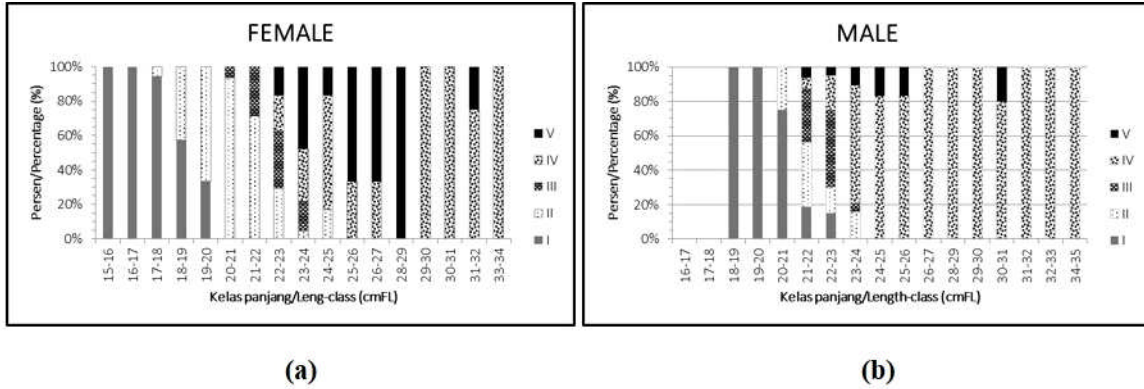 FEMALE
100%
80%
60%
40%
20%
0%
Persen/Percentage (%)
15-16 16-17 17-18 18-19 19-20 20-21 21-22 22-23 23-24 24-25 25-26 26-27 28-29 29-30 30-31 31-32 33-34
Kelas panjang/Leng-class (cmFL)
V
IV
III
II
I
(a)
MALE
100%
80%
60%
40%
20%
0%
Persen/Percentage (%)
16-17 17-18 18-19 19-20 20-21 21-22 22-23 23-24 24-25 25-26 26-27 28-29 29-30 30-31 31-32 32-33 34-35
Kelas panjang/Length-class (cmFL)
V
IV
III
II
I
(b)